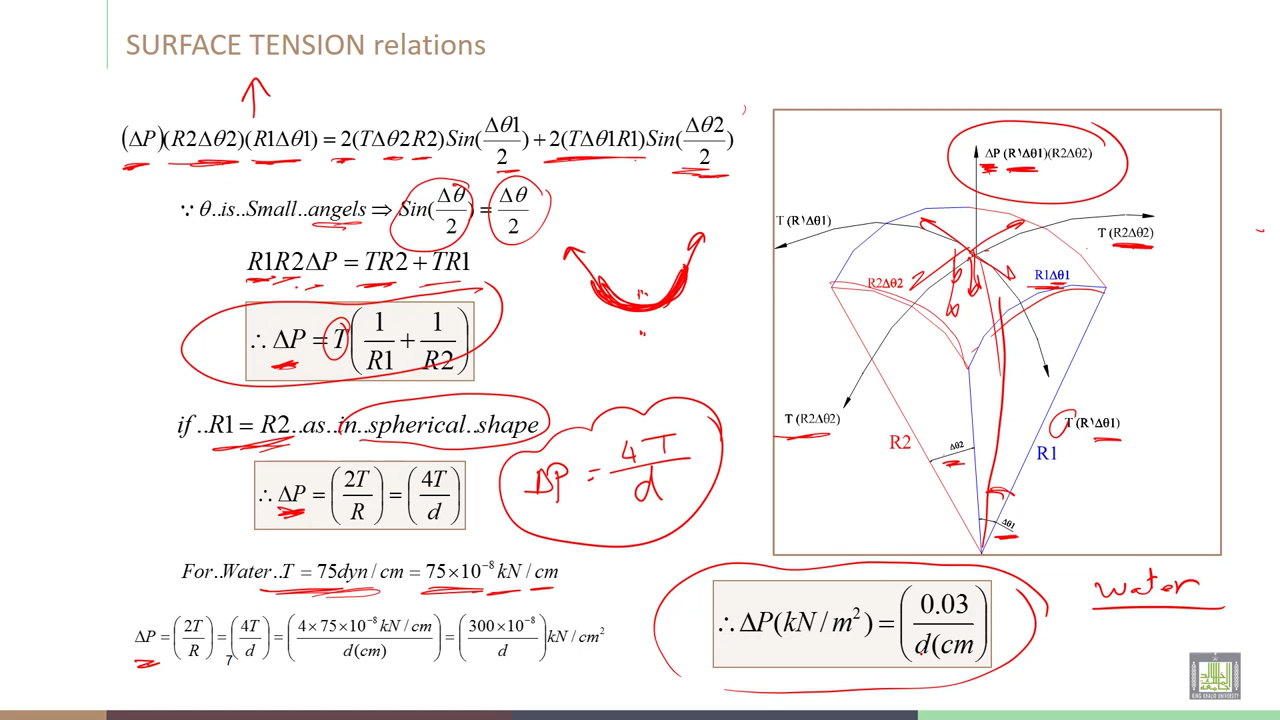 SURFACE TENSION relations
(ΔP)(R2Δθ2)(R1Δθ1) = 2(TΔθ2R2)Sin(Δθ1/2) + 2(TΔθ1R1)Sin(Δθ2/2)
∵ θ..is..Small..angels ⇒ Sin(Δθ/2) = Δθ/2
R1R2ΔP = TR2 + TR1
∴ ΔP = T(1/R1 + 1/R2)
if..R1 = R2..as..in..spherical..shape
∴ ΔP = (2T/R) = (4T/d)
ΔP = 4T/d
For..Water..T = 75dyn/cm = 75×10⁻⁸ kN/cm
ΔP = (2T/R) = (4T/d) = (4×75×10⁻⁸ kN/cm / d(cm)) = (300×10⁻⁸ / d) kN/cm²
7
ΔP (R1Δθ1)(R2Δθ2)
T (R1Δθ1)
T (R2Δθ2)
R2Δθ2
R1Δθ1
T (R2Δθ2)
T (R1Δθ1)
R2
Δθ2
R1
Δθ1
water
∴ ΔP(kN/m²) = (0.03 / d(cm)
KING KHALID UNIVERSITY